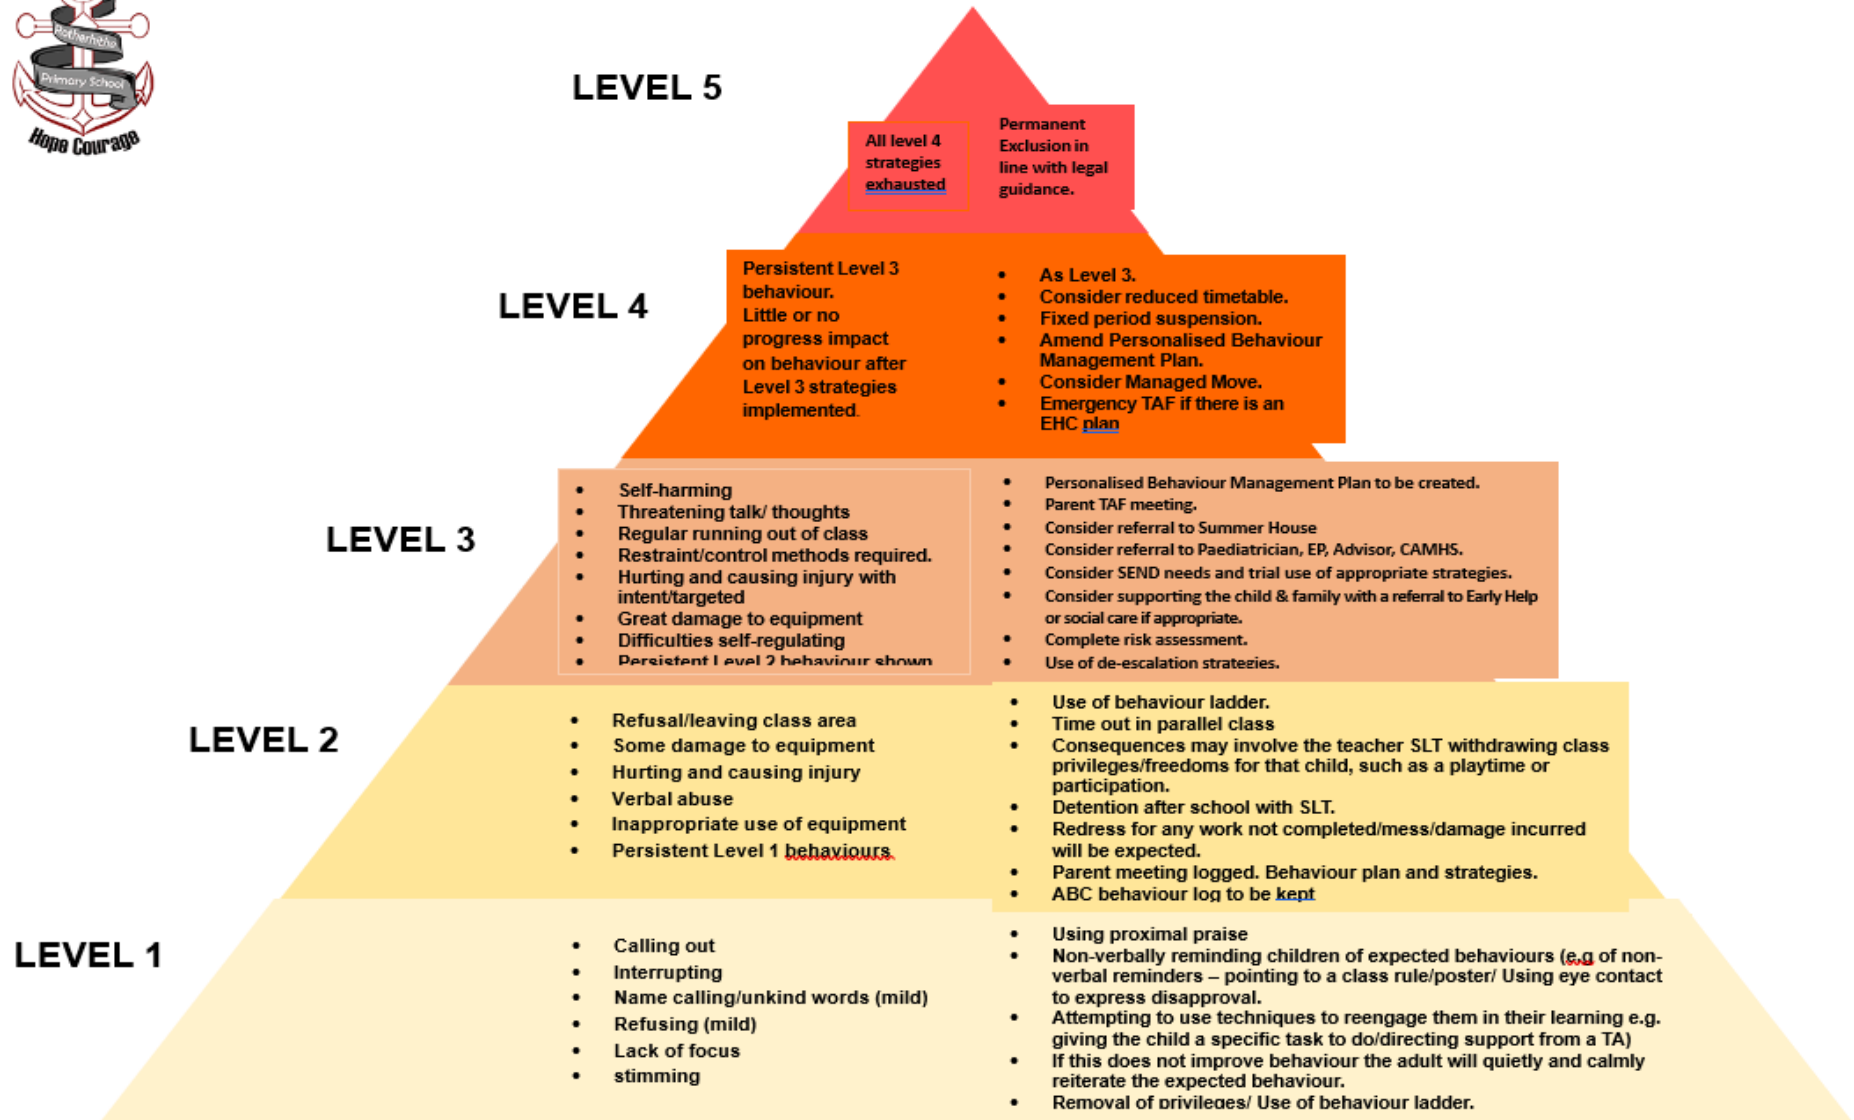 Rotherhithe
Primary School
Hope Courage
LEVEL 5
All level 4
strategies
exhausted
Permanent
Exclusion in
line with legal
guidance.
LEVEL 4
Persistent Level 3
behaviour.
Little or no
progress impact
on behaviour after
Level 3 strategies
implemented.
• As Level 3.
• Consider reduced timetable.
• Fixed period suspension.
• Amend Personalised Behaviour
Management Plan.
• Consider Managed Move.
• Emergency TAF if there is an
EHC plan
LEVEL 3
• Self-harming
• Threatening talk/ thoughts
• Regular running out of class
• Restraint/control methods required.
• Hurting and causing injury with
intent/targeted
• Great damage to equipment
• Difficulties self-regulating
• Persistent Level 2 behaviour shown
• Personalised Behaviour Management Plan to be created.
• Parent TAF meeting.
• Consider referral to Summer House
• Consider referral to Paediatrician, EP, Advisor, CAMHS.
• Consider SEND needs and trial use of appropriate strategies.
• Consider supporting the child & family with a referral to Early Help
or social care if appropriate.
• Complete risk assessment.
• Use of de-escalation strategies.
LEVEL 2
• Refusal/leaving class area
• Some damage to equipment
• Hurting and causing injury
• Verbal abuse
• Inappropriate use of equipment
• Persistent Level 1 behaviours
• Use of behaviour ladder.
• Time out in parallel class
• Consequences may involve the teacher SLT withdrawing class
privileges/freedoms for that child, such as a playtime or
participation.
• Detention after school with SLT.
• Redress for any work not completed/mess/damage incurred
will be expected.
• Parent meeting logged. Behaviour plan and strategies.
• ABC behaviour log to be kept
LEVEL 1
• Calling out
• Interrupting
• Name calling/unkind words (mild)
• Refusing (mild)
• Lack of focus
• stimming
• Using proximal praise
• Non-verbally reminding children of expected behaviours (e.g of non-
verbal reminders – pointing to a class rule/poster/ Using eye contact
to express disapproval.
• Attempting to use techniques to reengage them in their learning e.g.
giving the child a specific task to do/directing support from a TA)
• If this does not improve behaviour the adult will quietly and calmly
reiterate the expected behaviour.
• Removal of privileges/ Use of behaviour ladder.